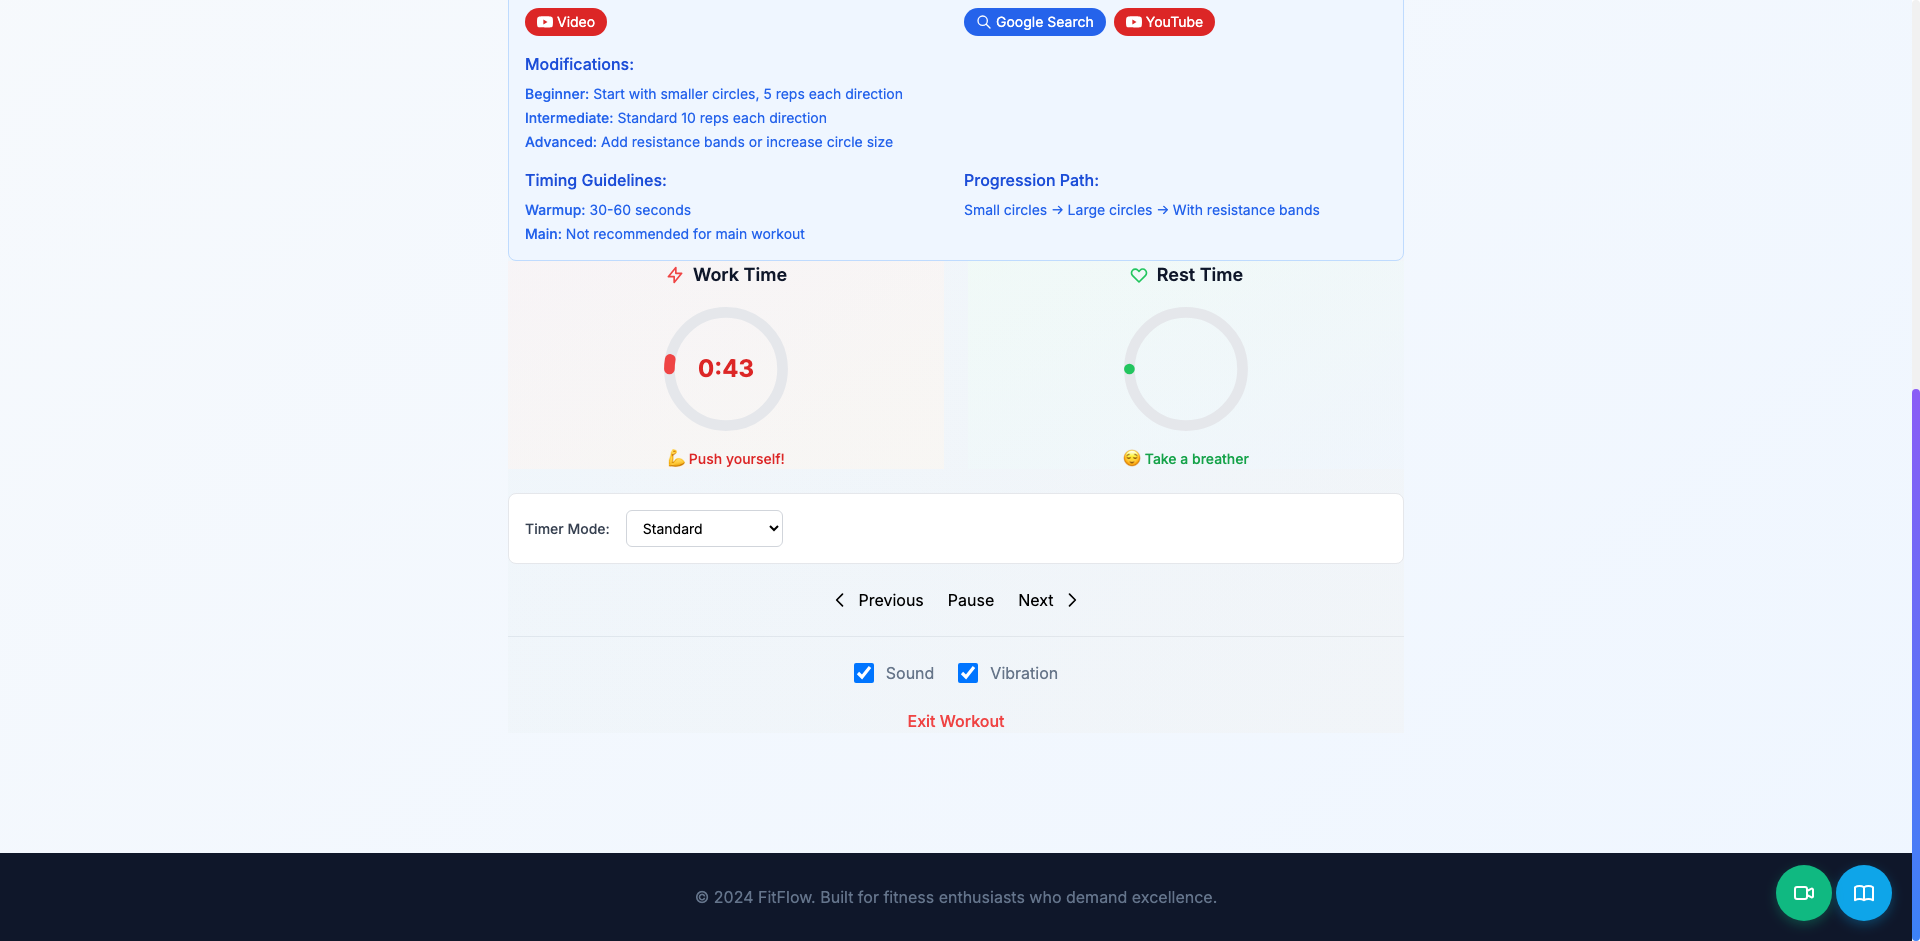 Video
Google Search
YouTube
Modifications:
Beginner: Start with smaller circles, 5 reps each direction
Intermediate: Standard 10 reps each direction
Advanced: Add resistance bands or increase circle size
Timing Guidelines:
Warmup: 30-60 seconds
Main: Not recommended for main workout
Progression Path:
Small circles → Large circles → With resistance bands
Work Time
0:43
💪 Push yourself!
Rest Time
😌 Take a breather
Timer Mode:
Standard
Previous
Pause
Next
Sound
Vibration
Exit Workout
© 2024 FitFlow. Built for fitness enthusiasts who demand excellence.